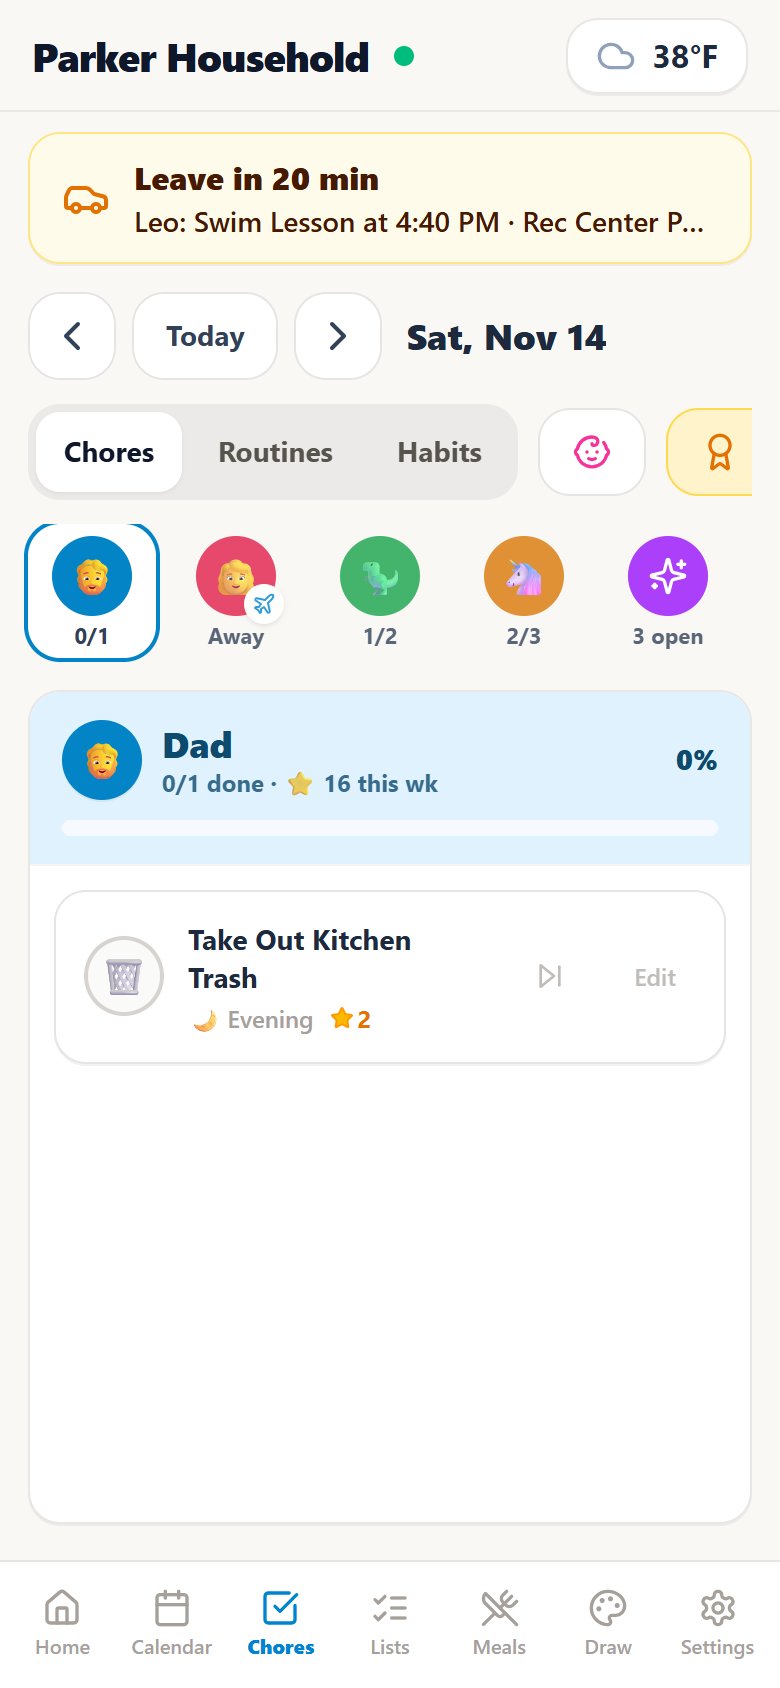 Parker Household
38°F
Leave in 20 min
Leo: Swim Lesson at 4:40 PM · Rec Center P...
Today
Sat, Nov 14
Chores
Routines
Habits
0/1
Away
1/2
2/3
3 open
Dad
0/1 done · ⭐ 16 this wk
0%
Take Out Kitchen
Trash
Edit
🌙 Evening ⭐ 2
Home
Calendar
Chores
Lists
Meals
Draw
Settings